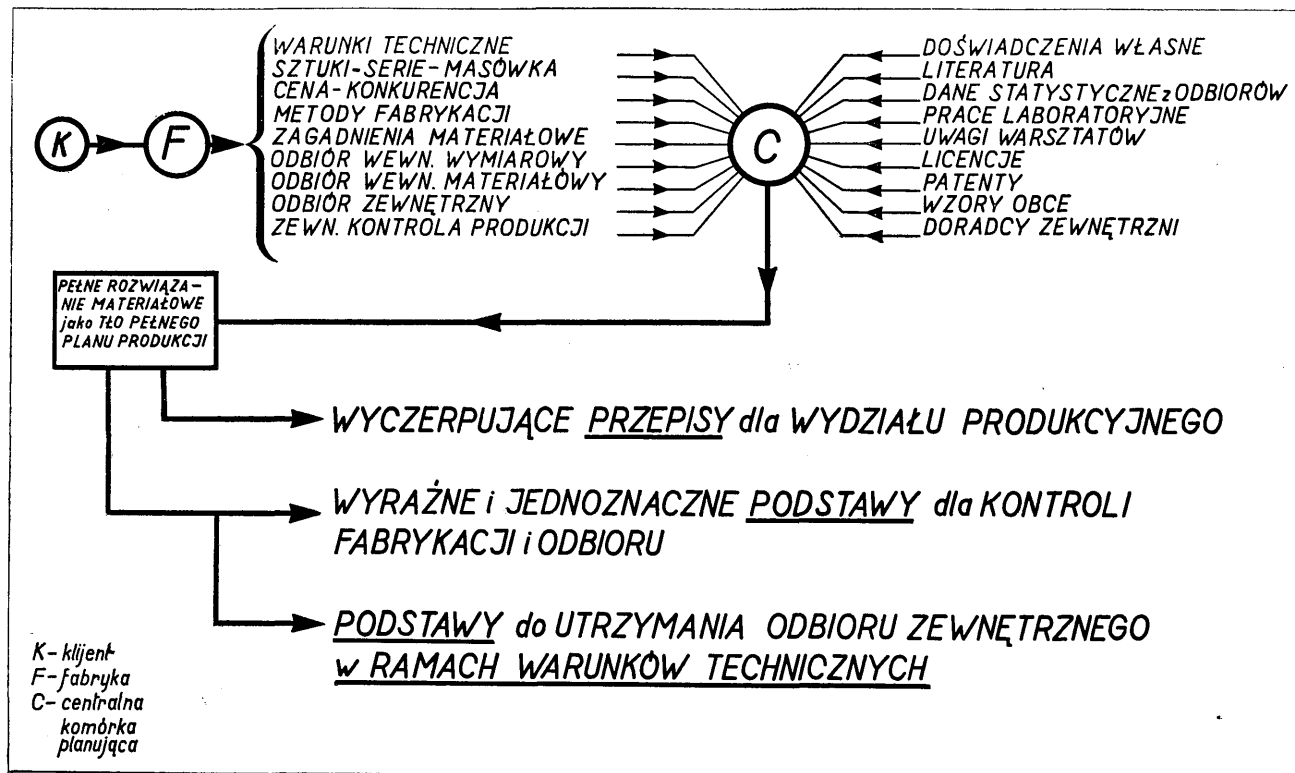 K
F
WARUNKI TECHNICZNE
SZTUKI-SERIE-MASÓWKA
CENA-KONKURENCJA
METODY FABRYKACJI
ZAGADNIENIA MATERIAŁOWE
ODBIÓR WEWN. WYMIAROWY
ODBIÓR WEWN. MATERIAŁÓWY
ODBIÓR ZEWNĘTRZNY
ZEWN. KONTROLA PRODUKCJI
C
DOŚWIADCZENIA WŁASNE
LITERATURA
DANE STATYSTYCZNE z ODBIORÓW
PRACE LABORATORYJNE
UWAGI WARSZTATÓW
LICENCJE
PATENTY
WZORY OBCE
DORADCY ZEWNĘTRZNI
PEŁNE ROZWIĄZA-
NIE MATERIAŁOWE
jako TŁO PEŁNEGO
PLANU PRODUKCJI
WYCZERPUJĄCE PRZEPISY dla WYDZIAŁU PRODUKCYJNEGO
WYRAŹNE i JEDNOZNACZNE PODSTAWY dla KONTROLI
FABRYKACJI i ODBIORU
PODSTAWY do UTRZYMANIA ODBIORU ZEWNĘTRZNEGO
w RAMACH WARUNKÓW TECHNICZNYCH
K-klijent
F-fabryka
C-centralna
komórka
planująca